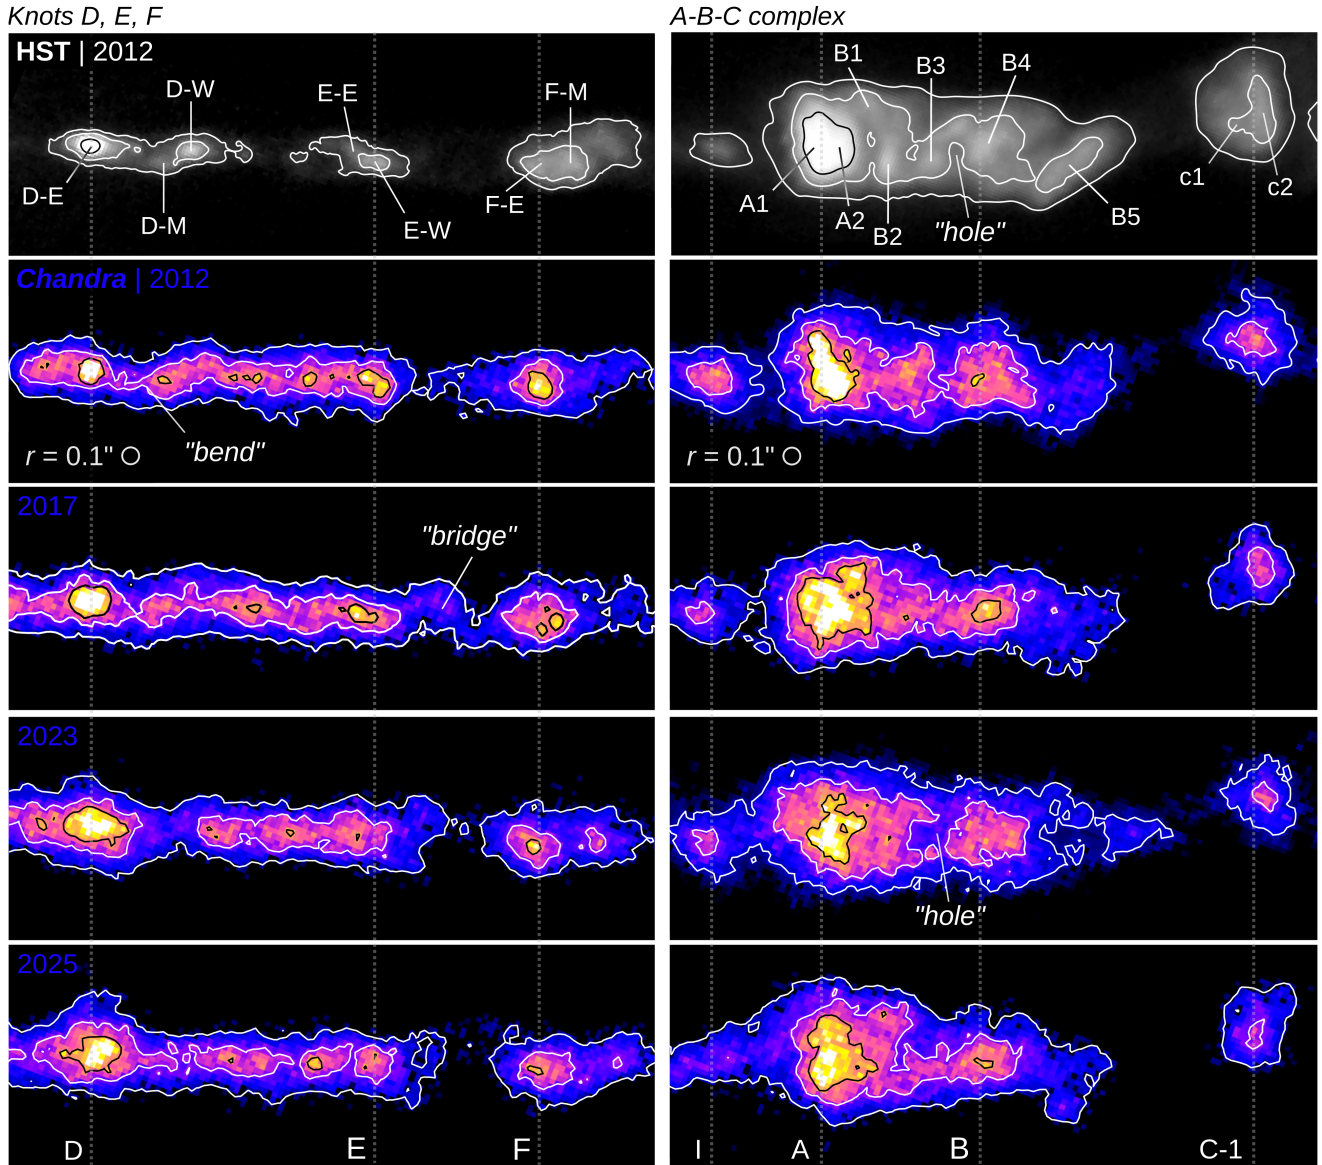 Knots D, E, F
HST | 2012
D-W
E-E
F-M
D-E
D-M
E-W
F-E
A-B-C complex
B1
B3
B4
A1
A2
B2
"hole"
B5
c1
c2
Chandra | 2012
"bend"
r = 0.1"
r = 0.1"
2017
"bridge"
2023
"hole"
2025
D
E
F
I
A
B
C-1